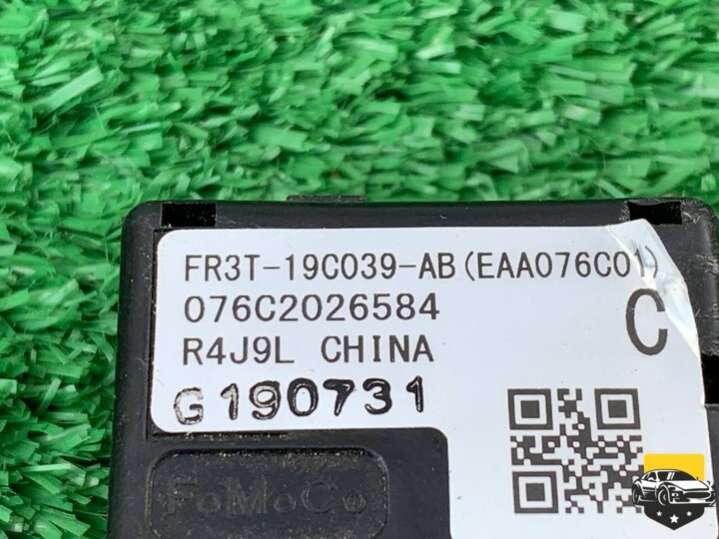 FR3T-19C039-AB(EAA076C01)
076C2026584
C
R4J9L CHINA
G190731
FoMoCo